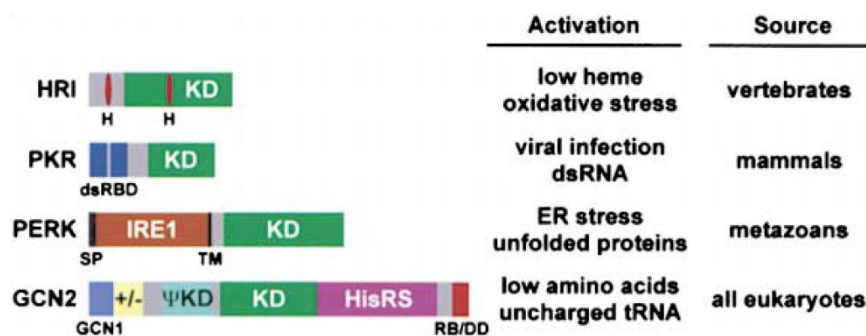 Activation Source
HRI KD low heme
oxidative stress vertebrates
H H
PKR KD viral infection
dsRNA mammals
dsRBD
PERK IRE1 KD ER stress
unfolded proteins metazoans
SP TM
GCN2 +/- ΨKD KD HisRS low amino acids
uncharged tRNA all eukaryotes
GCN1 RB/DD